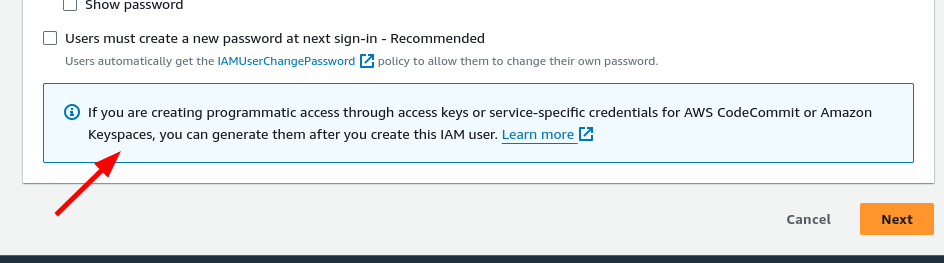 Show password
Users must create a new password at next sign-in - Recommended
Users automatically get the IAMUserChangePassword policy to allow them to change their own password.
If you are creating programmatic access through access keys or service-specific credentials for AWS CodeCommit or Amazon
Keyspaces, you can generate them after you create this IAM user. Learn more
Cancel
Next